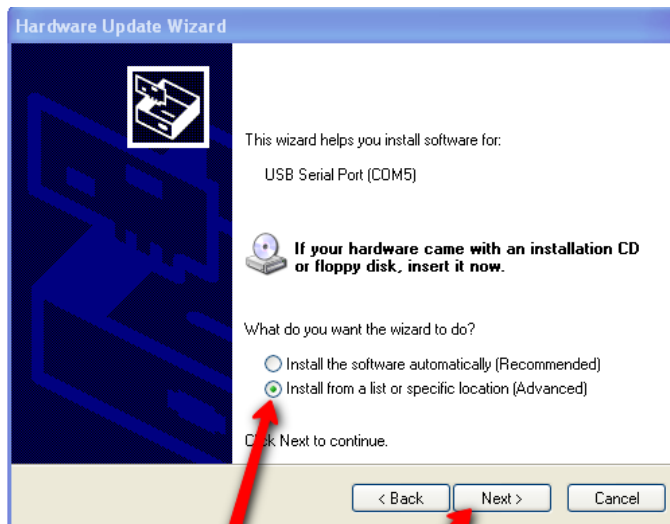 Hardware Update Wizard
This wizard helps you install software for:
USB Serial Port (COM5)
If your hardware came with an installation CD
or floppy disk, insert it now.
What do you want the wizard to do?
Install the software automatically (Recommended)
Install from a list or specific location (Advanced)
Click Next to continue.
< Back
Next >
Cancel